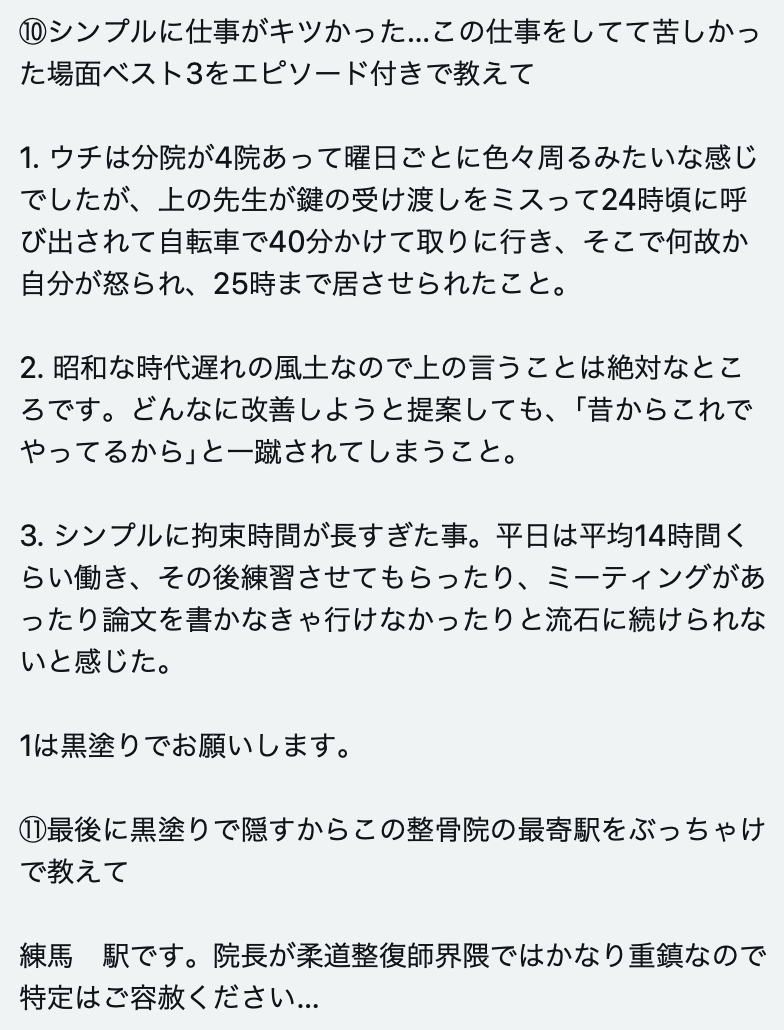 ⑩シンプルに仕事がキツかった…この仕事をしてて苦しかっ
た場面ベスト3をエピソード付きで教えて
1. ウチは分院が4院あって曜日ごとに色々周るみたいな感じ
でしたが、上の先生が鍵の受け渡しをミスって24時頃に呼
び出されて自転車で40分かけて取りに行き、そこで何故か
自分が怒られ、25時まで居させられたこと。
2. 昭和な時代遅れの風土なので上の言うことは絶対なとこ
ろです。どんなに改善しようと提案しても、｢昔からこれで
やってるから｣と一蹴されてしまうこと。
3. シンプルに拘束時間が長すぎた事。平日は平均14時間く
らい働き、その後練習させてもらったり、ミーティングがあ
ったり論文を書かなきゃ行けなかったりと流石に続けられな
いと感じた。
1は黒塗りでお願いします。
⑪最後に黒塗りで隠すからこの整骨院の最寄駅をぶっちゃけ
で教えて
練馬　駅です。院長が柔道整復師界隈ではかなり重鎮なので
特定はご容赦ください…